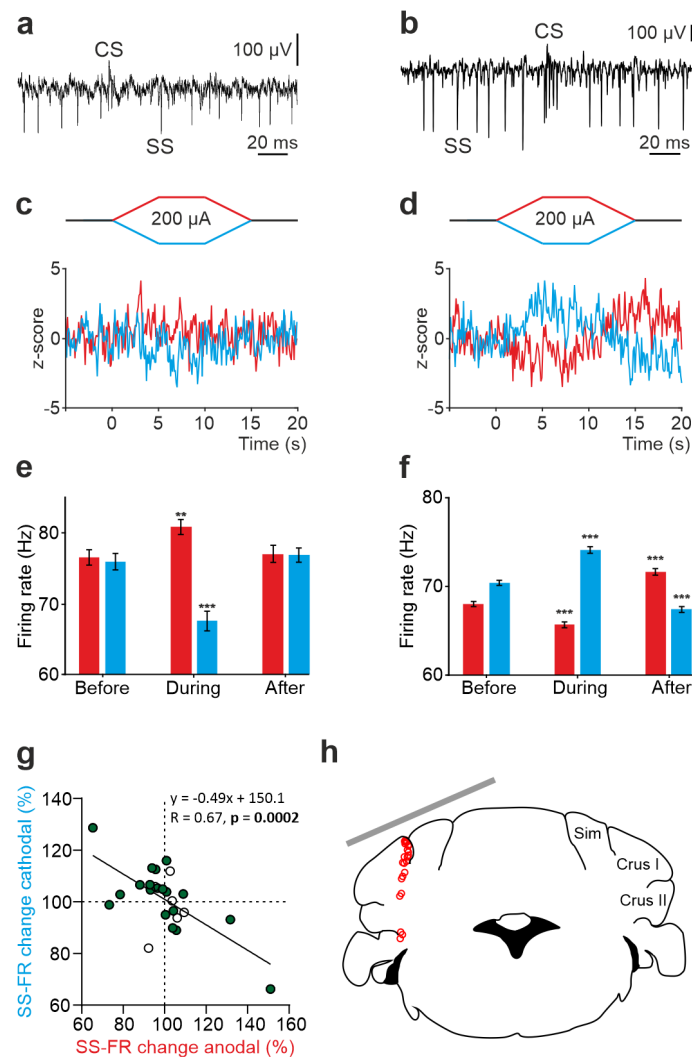 a
CS
100 µV
SS
20 ms
b
CS
100 µV
SS
20 ms
c
200 µA
5
0
-5
z-score
0 5 10 15 20
Time (s)
d
200 µA
5
0
-5
z-score
0 5 10 15 20
Time (s)
e
Firing rate (Hz)
80
70
60
**
***
Before During After
f
Firing rate (Hz)
80
70
60
***
***
***
***
Before During After
g
y = -0.49x + 150.1
R = 0.67, p = 0.0002
SS-FR change cathodal (%)
140
120
100
80
60
60 80 100 120 140 160
SS-FR change anodal (%)
h
Sim
Crus I
Crus II